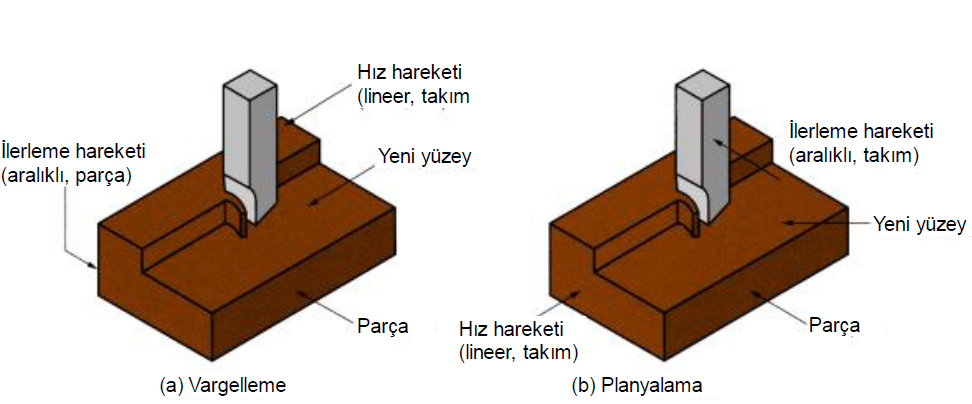 Hız hareketi
(lineer, takım
İlerleme hareketi
(aralıklı, parça)
Yeni yüzey
Parça
(a) Vargelleme
İlerleme hareketi
(aralıklı, takım)
Yeni yüzey
Hız hareketi
(lineer, takım)
Parça
(b) Planyalama